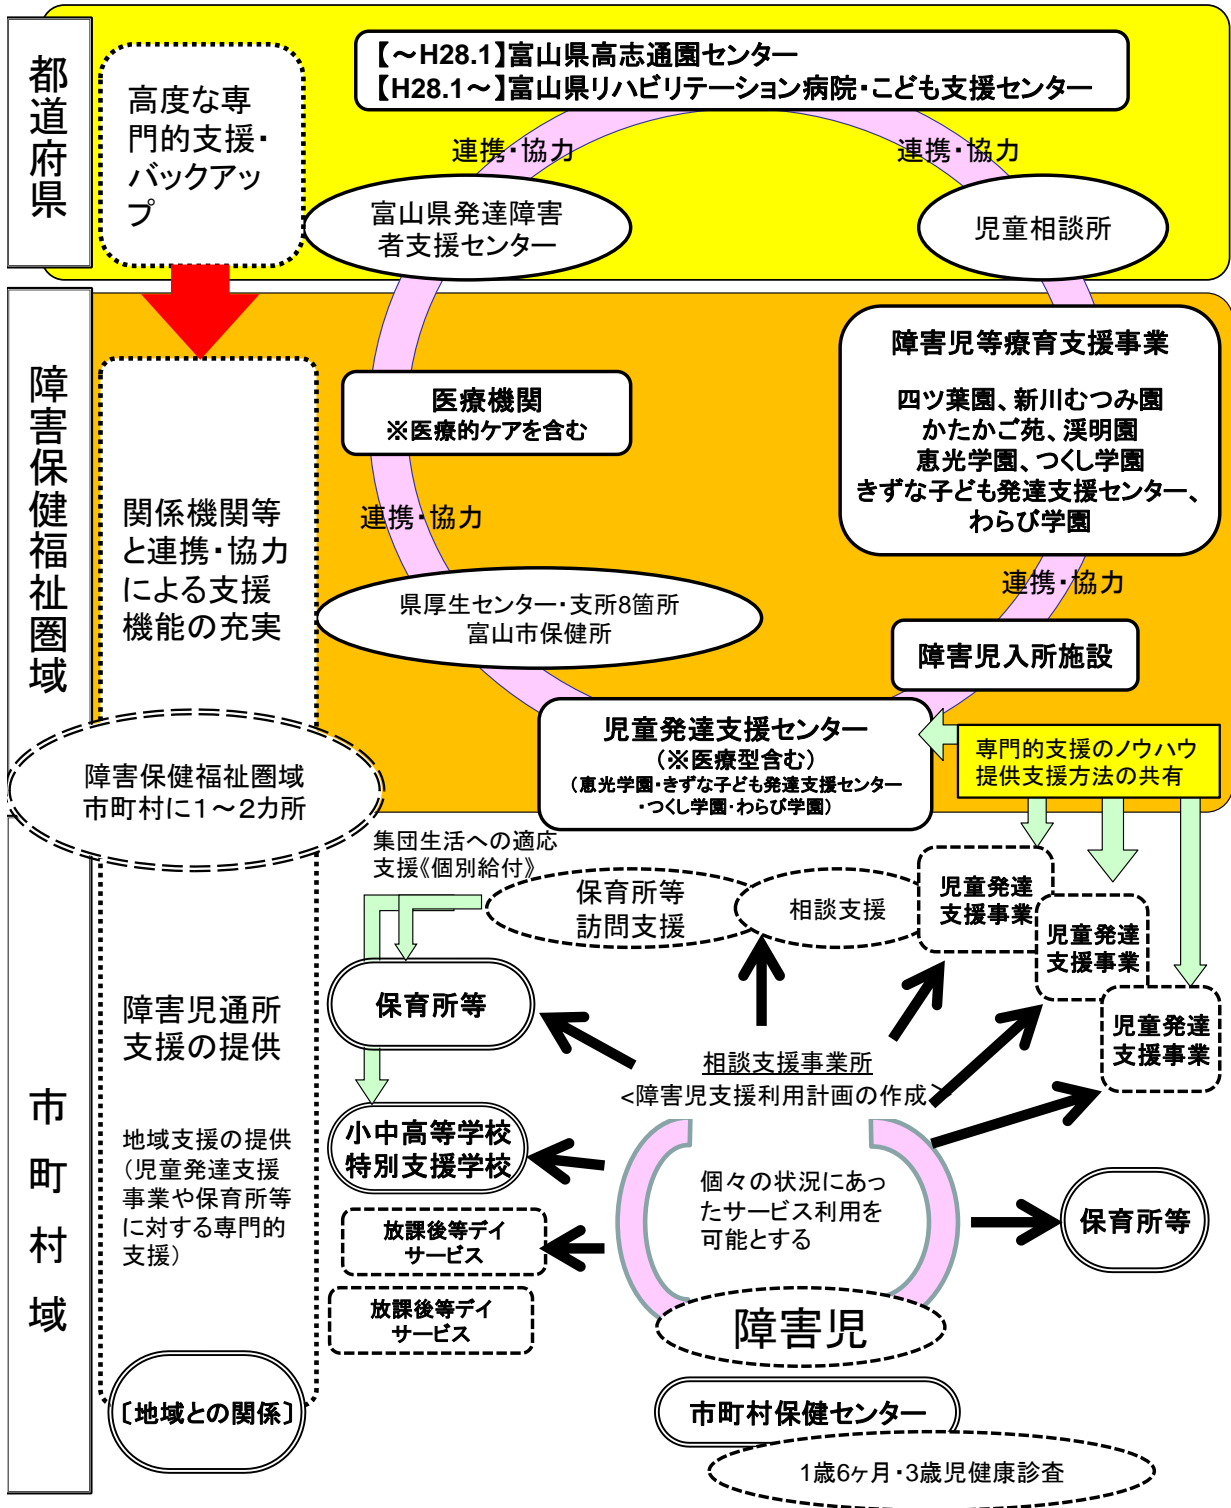 都道府県
高度な専
門的支援・
バックアッ
プ
【～H28.1】富山県高志通園センター
【H28.1～】富山県リハビリテーション病院・こども支援センター
連携・協力
連携・協力
富山県発達障害
者支援センター
児童相談所
障害保健福祉圏域
関係機関等
と連携・協力
による支援
機能の充実
医療機関
※医療的ケアを含む
障害児等療育支援事業
四ツ葉園、新川むつみ園
かたかご苑、渓明園
恵光学園、つくし学園
きずな子ども発達支援センター、
わらび学園
連携・協力
連携・協力
県厚生センター・支所8箇所
富山市保健所
障害児入所施設
児童発達支援センター
（※医療型含む）
（恵光学園・きずな子ども発達支援センター
・つくし学園・わらび学園）
専門的支援のノウハウ
提供支援方法の共有
障害保健福祉圏域
市町村に１～２カ所
市町村域
集団生活への適応
支援《個別給付》
保育所等
訪問支援
相談支援
児童発達
支援事業
児童発達
支援事業
児童発達
支援事業
保育所等
障害児通所
支援の提供
相談支援事業所
<障害児支援利用計画の作成>
小中高等学校
特別支援学校
地域支援の提供
（児童発達支援
事業や保育所等
に対する専門的
支援）
個々の状況にあっ
たサービス利用を
可能とする
保育所等
放課後等デイ
サービス
放課後等デイ
サービス
障害児
〔地域との関係〕
市町村保健センター
1歳6ヶ月・3歳児健康診査